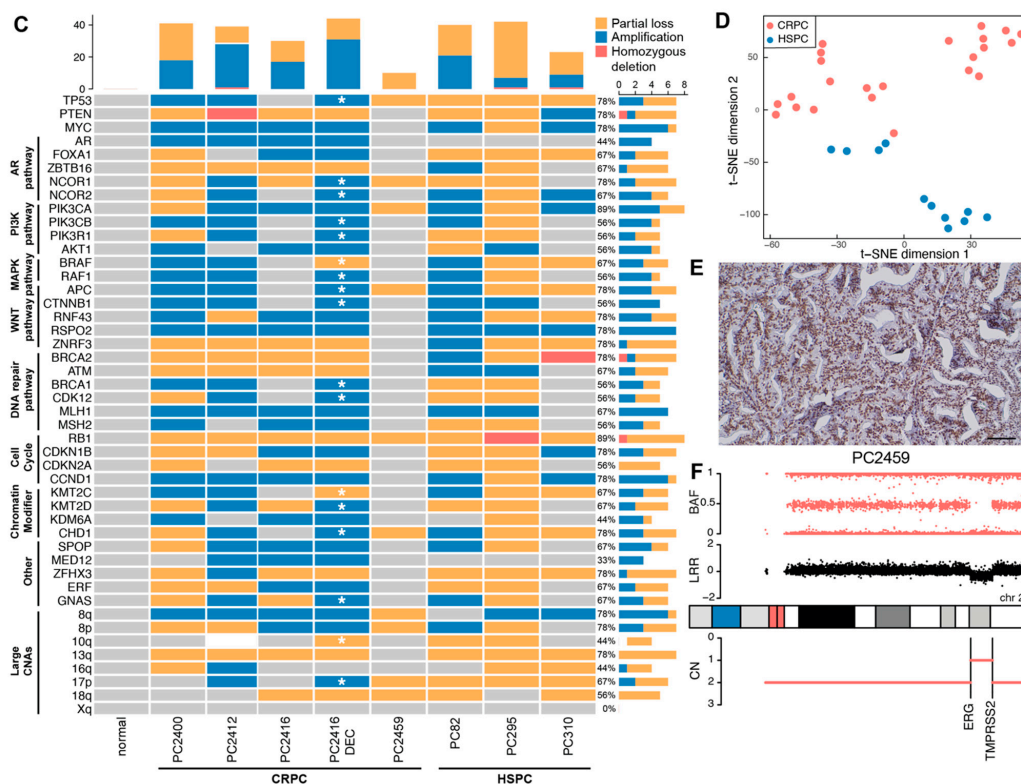 C
40
20
0
Partial loss
Amplification
Homozygous
deletion
0 2 4 6 8
TP53 * 78%
PTEN 78%
MYC 78%
AR 44%
FOXA1 67%
ZBTB16 67%
NCOR1 * 78%
NCOR2 * 67%
PIK3CA 89%
PIK3CB * 56%
PIK3R1 * 56%
AKT1 56%
BRAF * 67%
RAF1 * 56%
APC * 78%
CTNNB1 * 56%
RNF43 78%
RSPO2 78%
ZNRF3 78%
BRCA2 78%
ATM 67%
BRCA1 * 56%
CDK12 * 56%
MLH1 67%
MSH2 56%
RB1 89%
CDKN1B 78%
CDKN2A 56%
CCND1 78%
KMT2C * 67%
KMT2D * 67%
KDM6A 44%
CHD1 * 78%
SPOP 67%
MED12 33%
ZFHX3 78%
ERF 67%
GNAS * 67%
8q 78%
8p 78%
10q * 44%
13q 78%
16q 44%
17p * 67%
18q 56%
Xq 0%
AR
pathway
PI3K
pathway
MAPK
pathway
WNT
pathway
DNA repair
pathway
Cell
Cycle
Chromatin
Modifier
Other
Large
CNAs
normal
PC2400
PC2412
PC2416
PC2416
DEC
PC2459
PC82
PC295
PC310
CRPC
HSPC
D
CRPC
HSPC
t-SNE dimension 2
50
0
-50
-100
-60 -30 0 30
t-SNE dimension 1
E
PC2459
F
BAF
1
0.5
0
LRR
2
0
-2
chr 2
CN
0
1
2
3
ERG
TMPRSS2